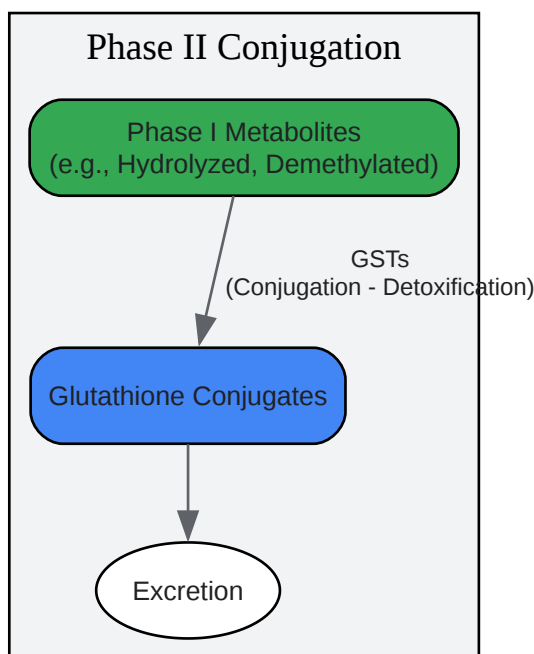 Phase II Conjugation
Phase I Metabolites
(e.g., Hydrolyzed, Demethylated)
GSTs
(Conjugation - Detoxification)
Glutathione Conjugates
Excretion